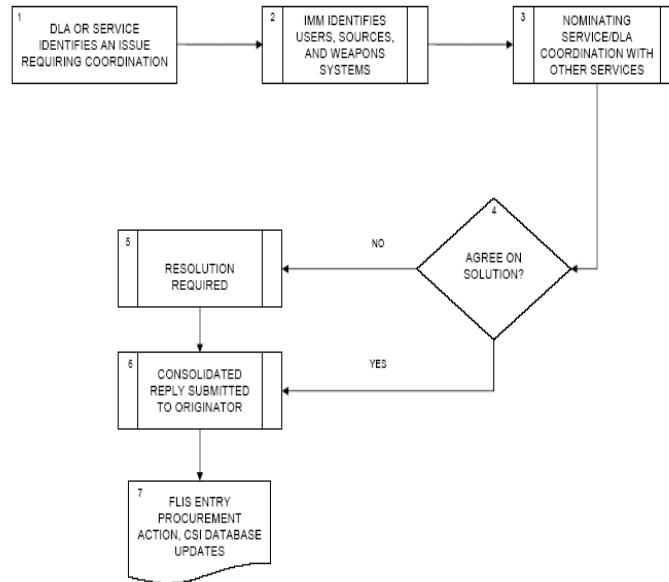 1
DLA OR SERVICE
IDENTIFIES AN ISSUE
REQUIRING COORDINATION
2
IMM IDENTIFIES
USERS, SOURCES,
AND WEAPONS
SYSTEMS
3
NOMINATING
SERVICE/DLA
COORDINATION WITH
OTHER SERVICES
4
AGREE ON
SOLUTION?
NO
5
RESOLUTION
REQUIRED
YES
6
CONSOLIDATED
REPLY SUBMITTED
TO ORIGINATOR
7
FLIS ENTRY
PROCUREMENT
ACTION, CSI DATABASE
UPDATES